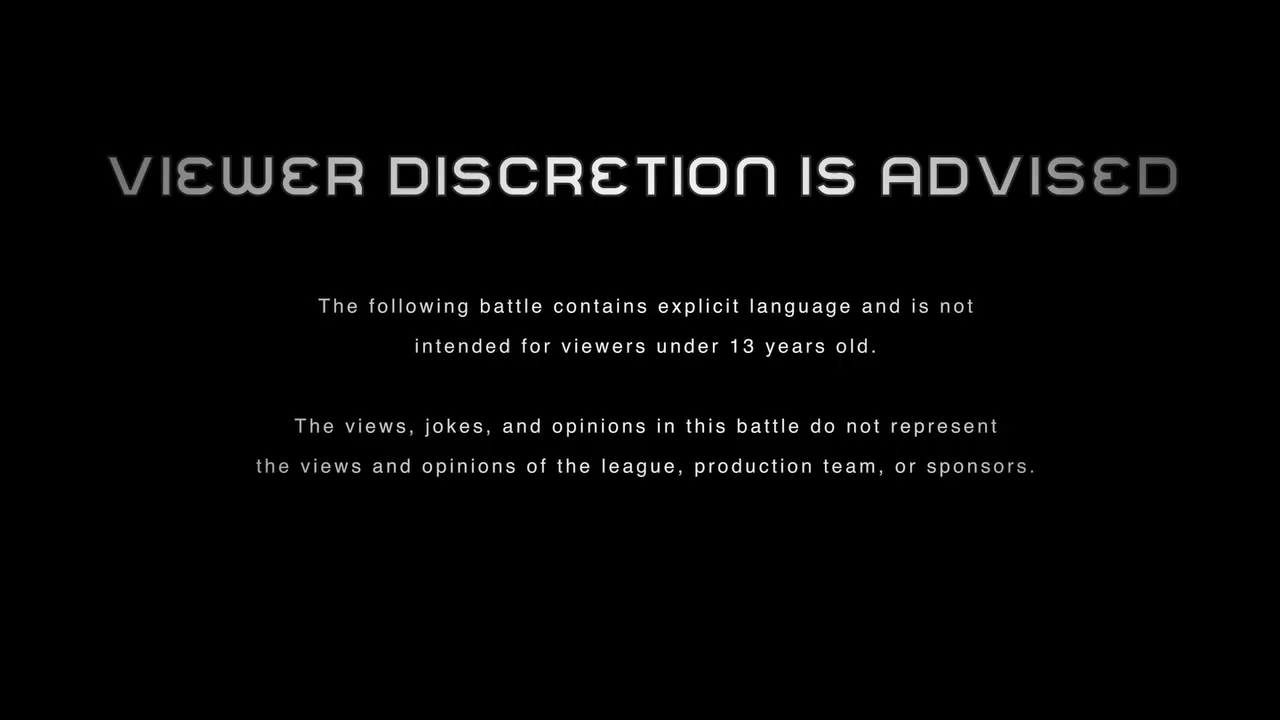 VIEWER DISCRETION IS ADVISED
The following battle contains explicit language and is not
intended for viewers under 13 years old.
The views, jokes, and opinions in this battle do not represent
the views and opinions of the league, production team, or sponsors.